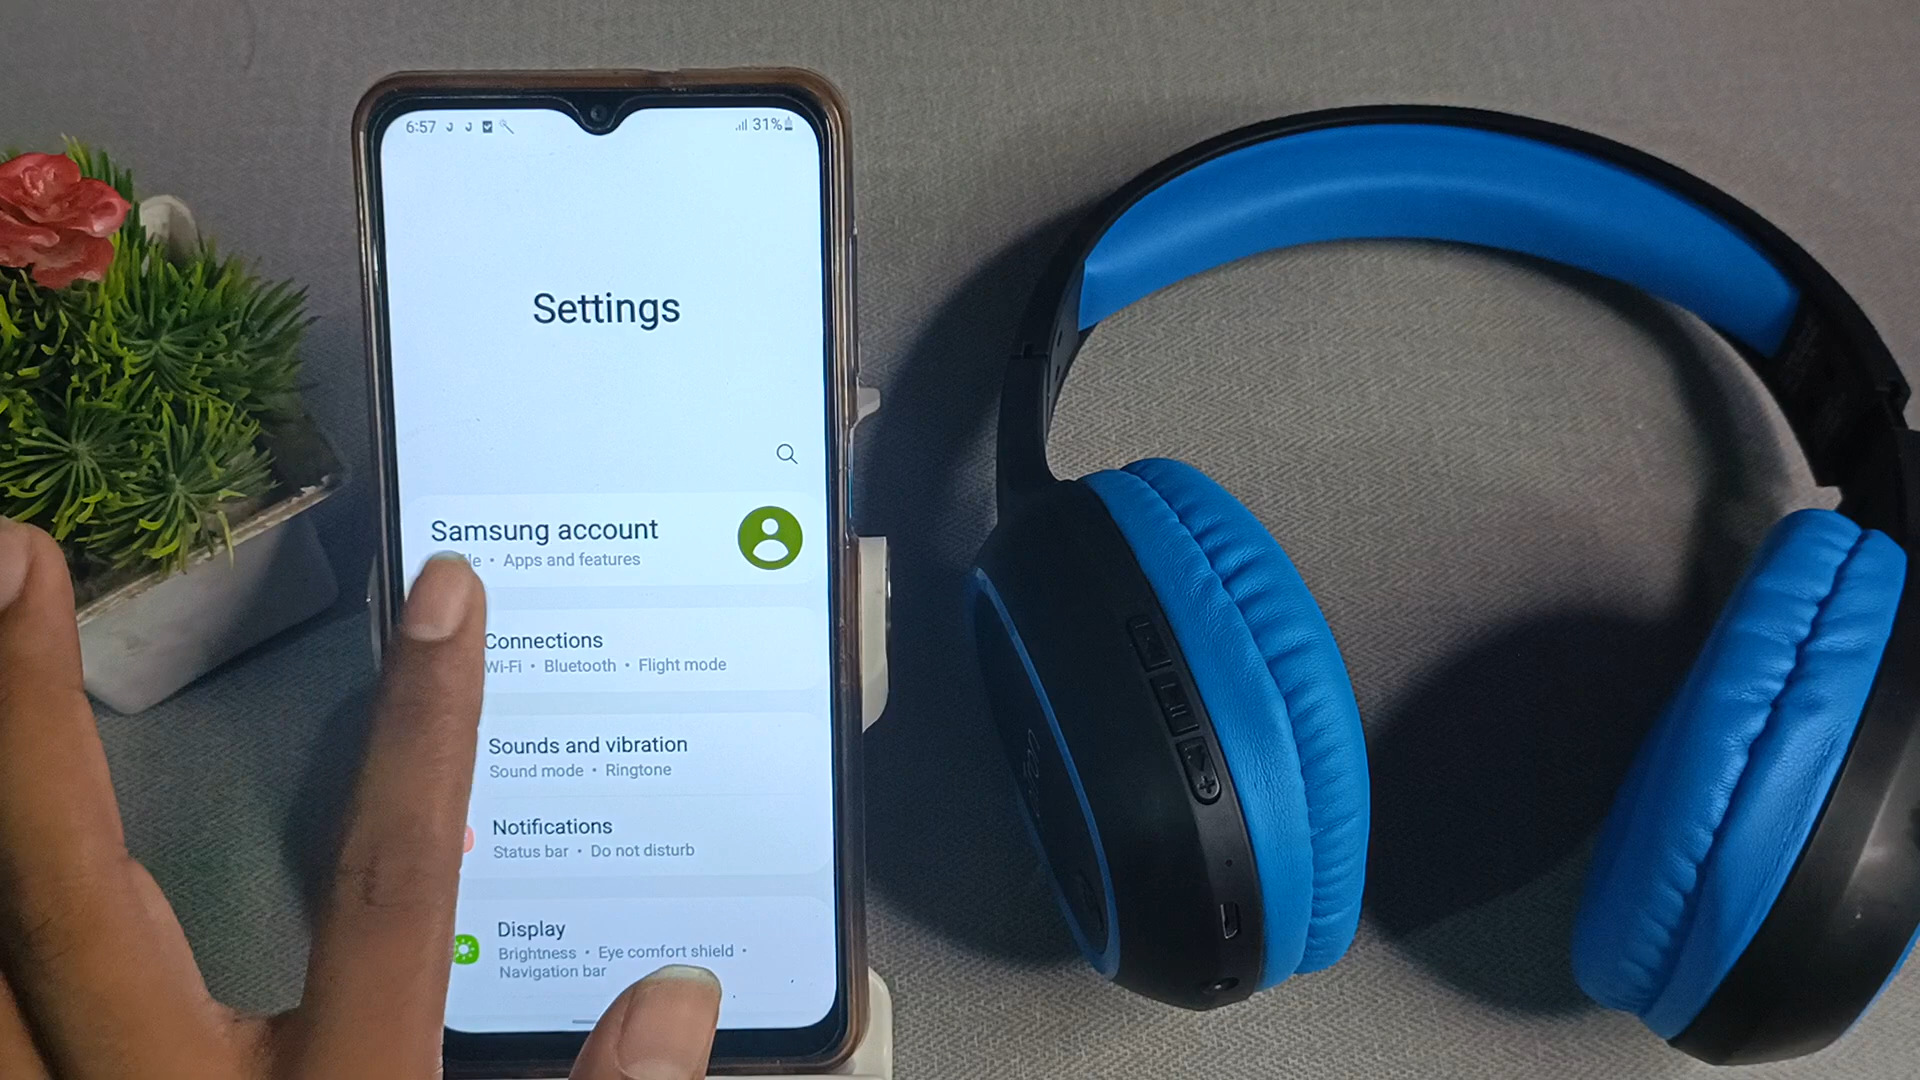 6:57
31%
Settings
Samsung account
le • Apps and features
Connections
Wi-Fi • Bluetooth • Flight mode
Sounds and vibration
Sound mode • Ringtone
Notifications
Status bar • Do not disturb
Display
Brightness • Eye comfort shield •
Navigation bar